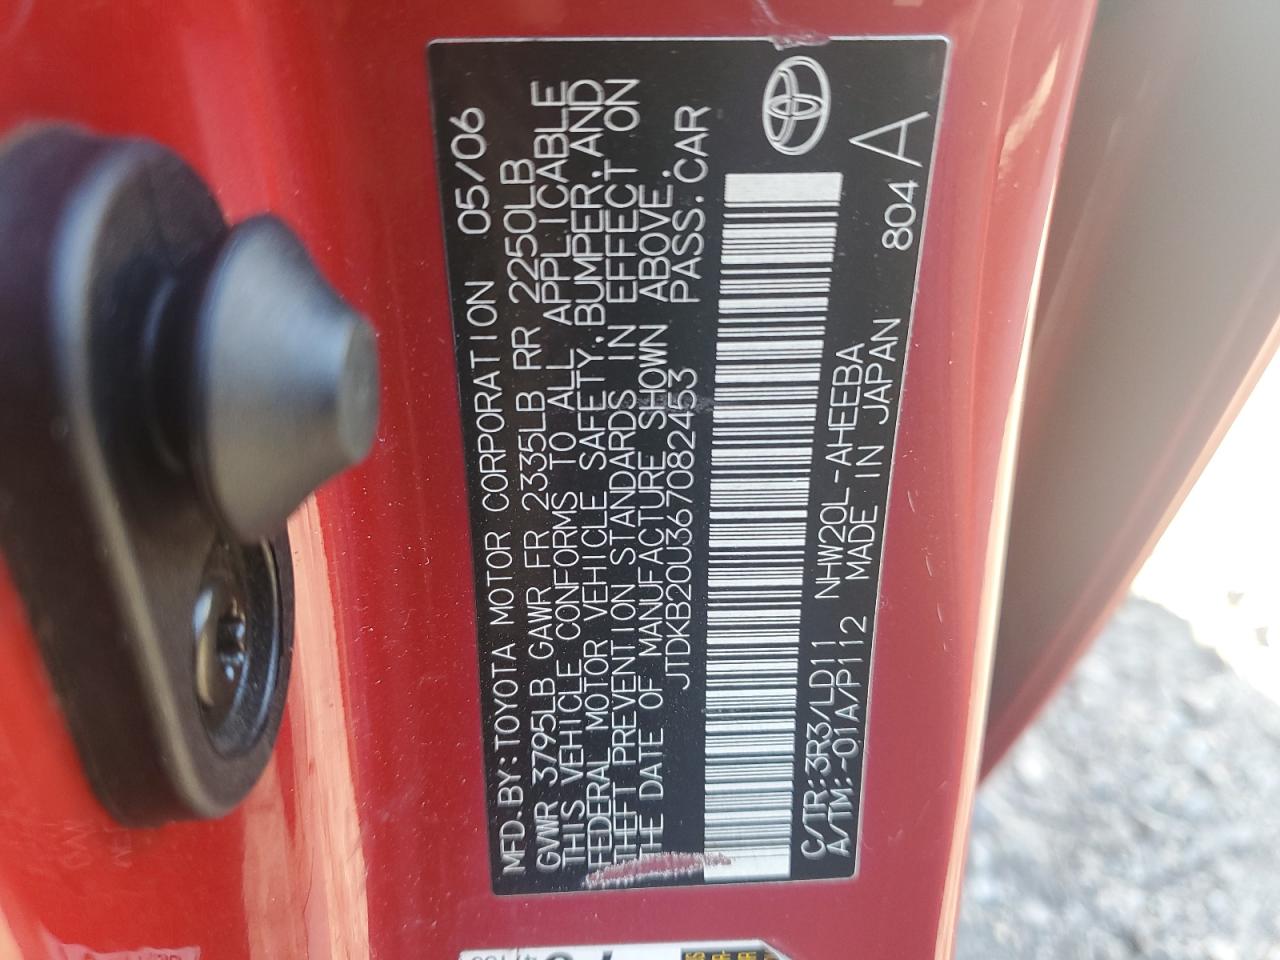 MFD.BY:TOYOTA MOTOR CORPORATION 05/06
GVWR 3795LB GAWR FR 2335LB RR 2250LB
THIS VEHICLE CONFORMS TO ALL APPLICABLE
FEDERAL MOTOR VEHICLE SAFETY, BUMPER, AND
THEFT PREVENTION STANDARDS IN EFFECT ON
THE DATE OF MANUFACTURE SHOWN ABOVE.
JTDKB20U367082453 PASS.CAR
C/TR:3R3/LD11 NHW20L-AHEEBA
A/TM:-01A/P112 MADE IN JAPAN 804 A